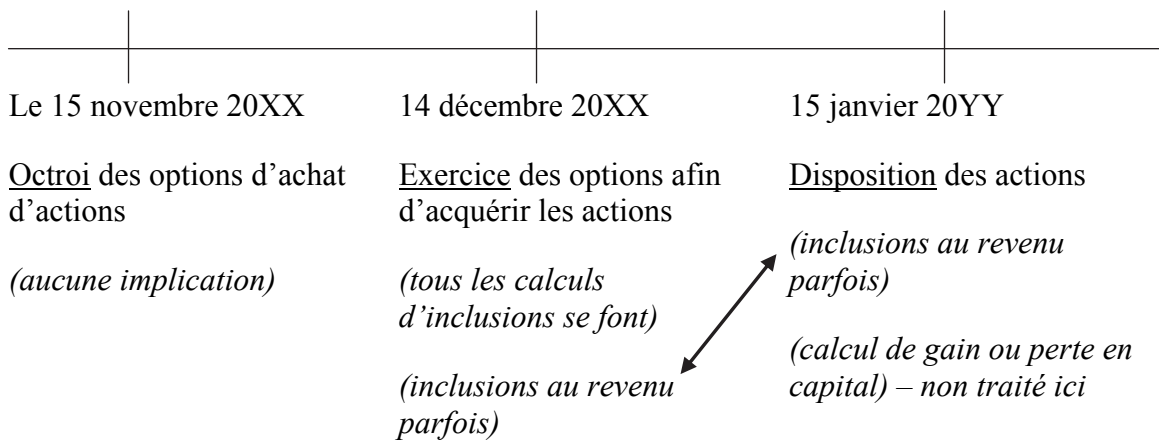 Le 15 novembre 20XX
Octroi des options d’achat
d’actions
(aucune implication)
14 décembre 20XX
Exercice des options afin
d’acquérir les actions
(tous les calculs
d’inclusions se font)
(inclusions au revenu
parfois)
15 janvier 20YY
Disposition des actions
(inclusions au revenu
parfois)
(calcul de gain ou perte en
capital) – non traité ici